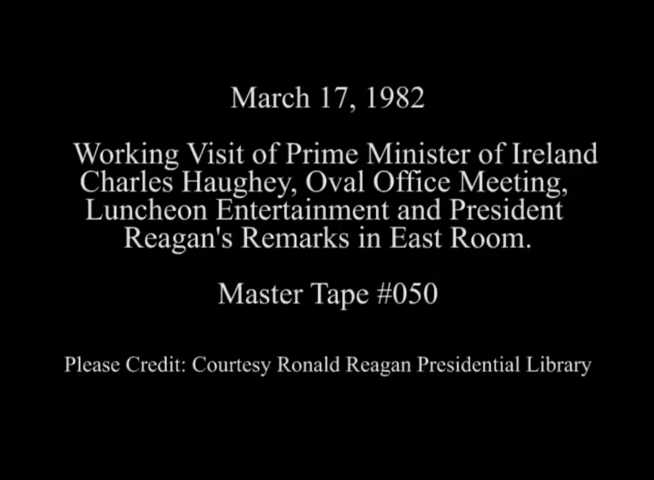 March 17, 1982
Working Visit of Prime Minister of Ireland
Charles Haughey, Oval Office Meeting,
Luncheon Entertainment and President
Reagan's Remarks in East Room.
Master Tape #050
Please Credit: Courtesy Ronald Reagan Presidential Library